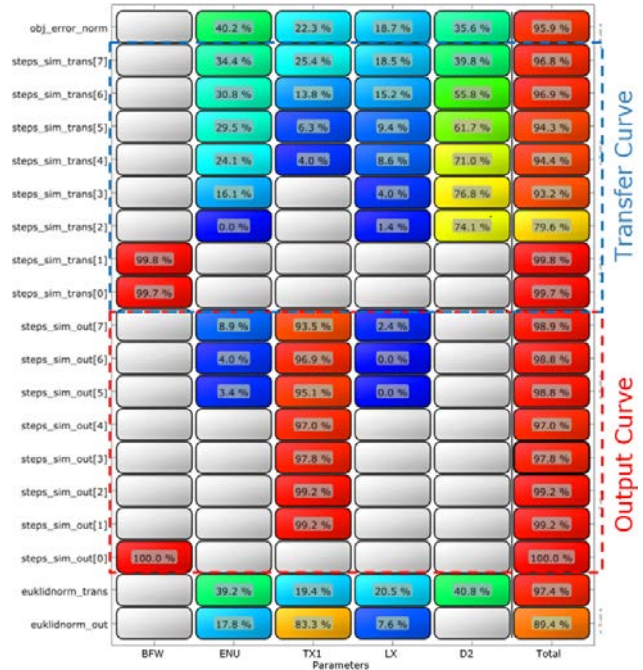 obj_error_norm 40.2 % 22.3 % 18.7 % 35.6 % 95.9 %
steps_sim_trans[7] 34.4 % 25.4 % 18.5 % 39.8 % 96.8 %
steps_sim_trans[6] 30.8 % 13.8 % 15.2 % 55.8 % 96.9 %
steps_sim_trans[5] 29.5 % 6.3 % 9.4 % 61.7 % 94.3 %
steps_sim_trans[4] 24.1 % 4.0 % 8.6 % 71.0 % 94.4 %
steps_sim_trans[3] 16.1 % 4.0 % 76.8 % 93.2 %
steps_sim_trans[2] 0.0 % 1.4 % 74.1 % 79.6 %
steps_sim_trans[1] 99.8 % 99.8 %
steps_sim_trans[0] 99.7 % 99.7 %
Transfer Curve
steps_sim_out[7] 8.9 % 93.5 % 2.4 % 98.9 %
steps_sim_out[6] 4.0 % 96.9 % 0.0 % 98.8 %
steps_sim_out[5] 3.4 % 95.1 % 0.0 % 98.8 %
steps_sim_out[4] 97.0 % 97.0 %
steps_sim_out[3] 97.8 % 97.8 %
steps_sim_out[2] 99.2 % 99.2 %
steps_sim_out[1] 99.2 % 99.2 %
steps_sim_out[0] 100.0 % 100.0 %
Output Curve
euklidnorm_trans 39.2 % 19.4 % 20.5 % 40.8 % 97.4 %
euklidnorm_out 17.8 % 83.3 % 7.6 % 89.4 %
BFW ENU TX1 LX D2 Total
Parameters